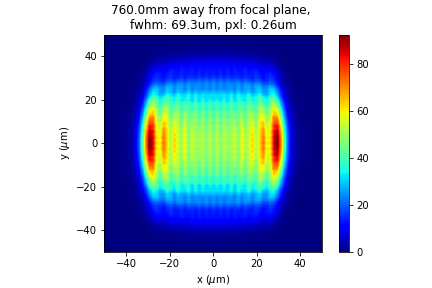 760.0mm away from focal plane,
fwhm: 69.3um, pxl: 0.26um
40
20
0
−20
−40
y (μm)
−40 −20 0 20 40
x (μm)
80
60
40
20
0